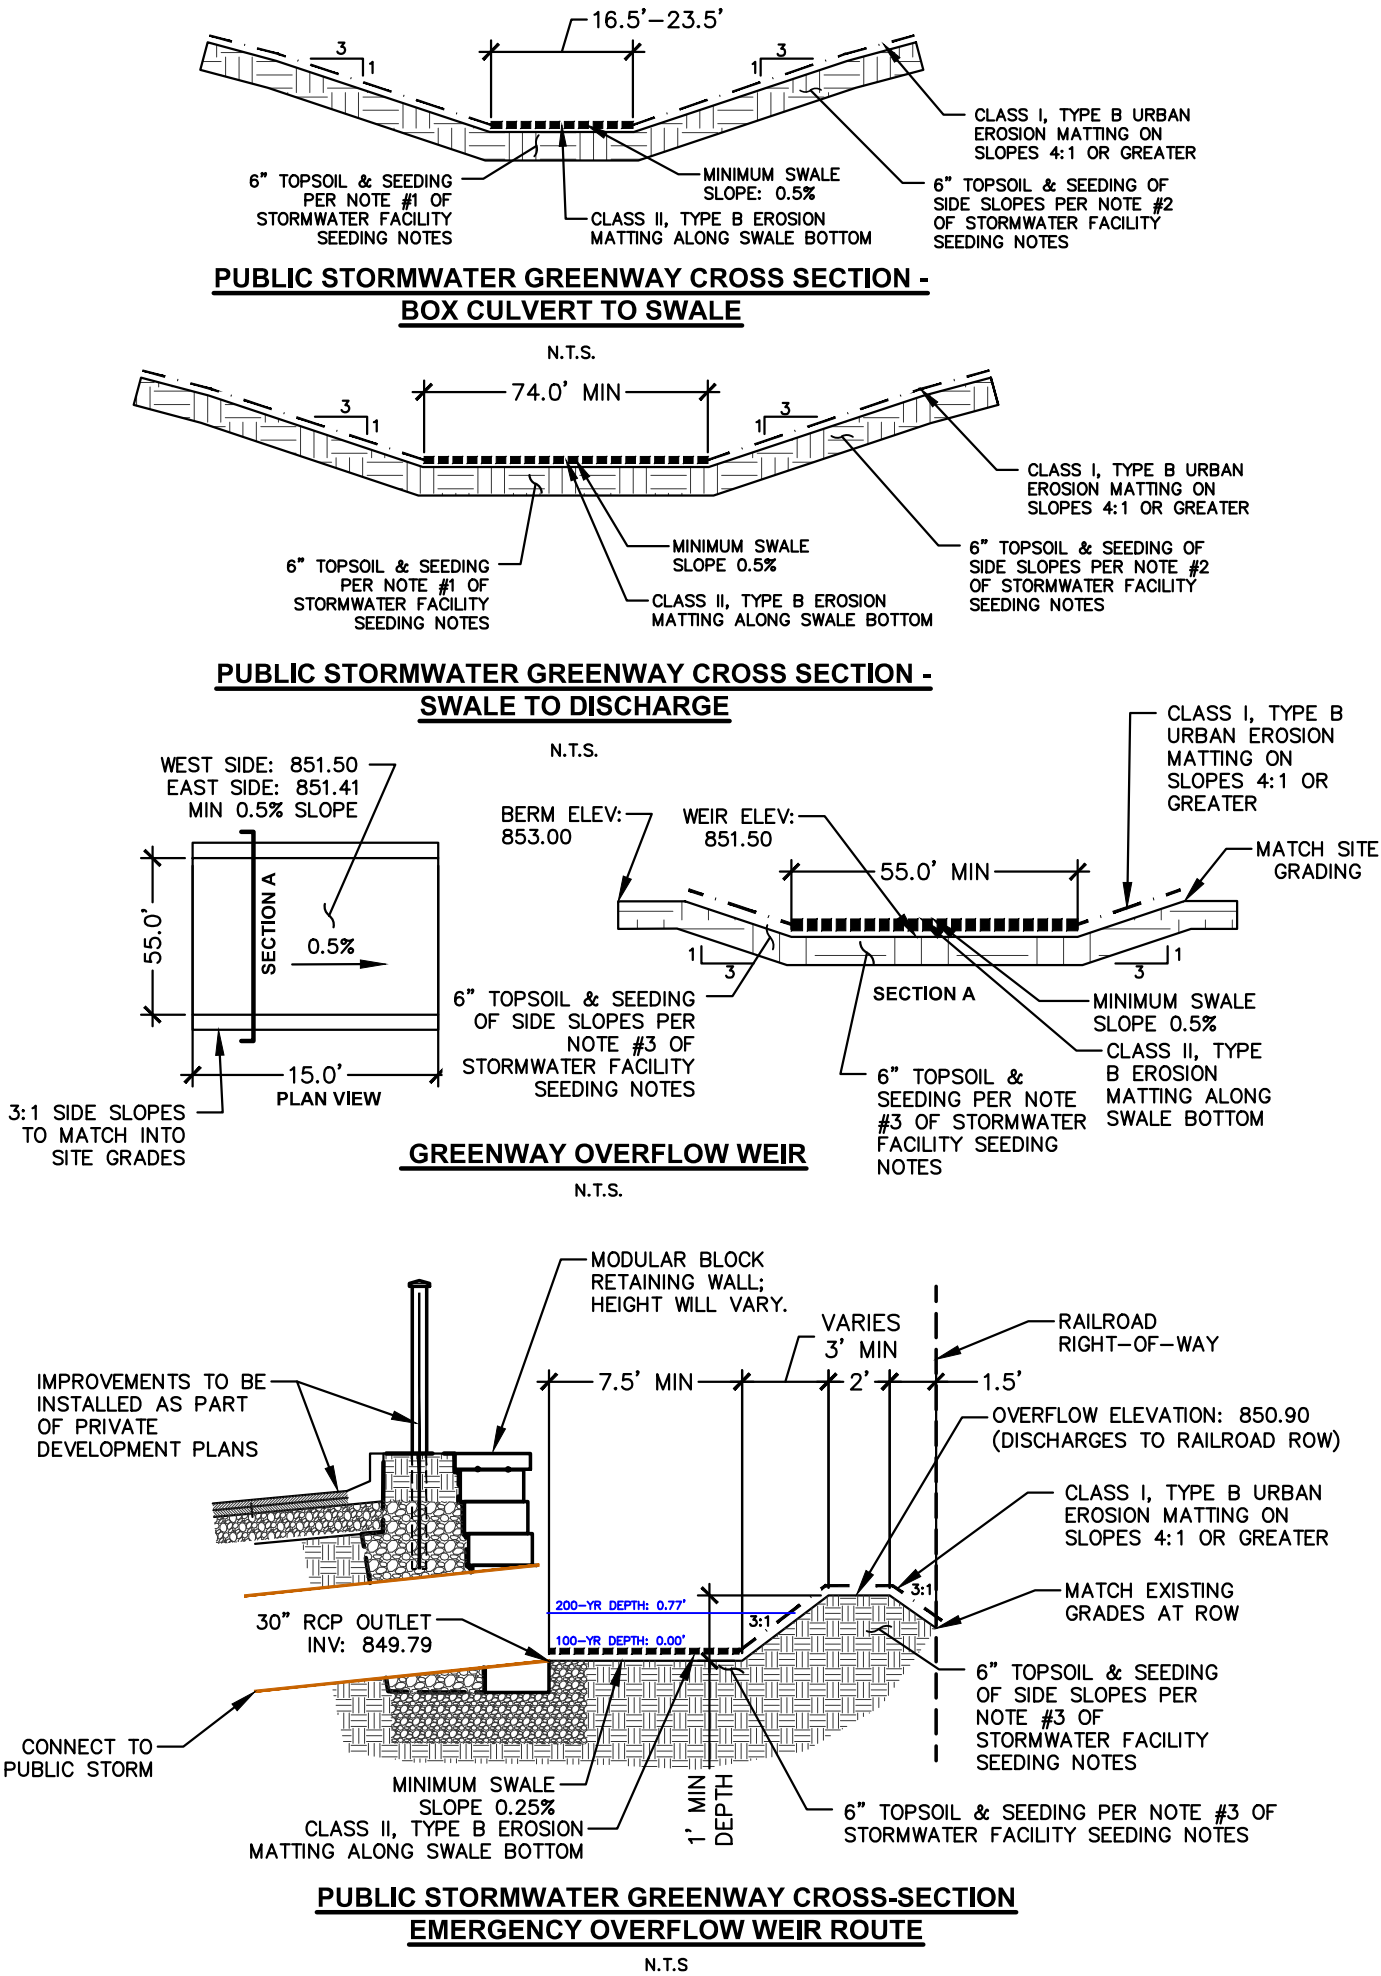 16.5'-23.5'
3
1
3
1
CLASS I, TYPE B URBAN
EROSION MATTING ON
SLOPES 4:1 OR GREATER
6" TOPSOIL & SEEDING
PER NOTE #1 OF
STORMWATER FACILITY
SEEDING NOTES
MINIMUM SWALE
SLOPE: 0.5%
CLASS II, TYPE B EROSION
MATTING ALONG SWALE BOTTOM
6" TOPSOIL & SEEDING OF
SIDE SLOPES PER NOTE #2
OF STORMWATER FACILITY
SEEDING NOTES
PUBLIC STORMWATER GREENWAY CROSS SECTION -
BOX CULVERT TO SWALE
N.T.S.
74.0' MIN
3
1
3
1
CLASS I, TYPE B URBAN
EROSION MATTING ON
SLOPES 4:1 OR GREATER
6" TOPSOIL & SEEDING
PER NOTE #1 OF
STORMWATER FACILITY
SEEDING NOTES
MINIMUM SWALE
SLOPE 0.5%
CLASS II, TYPE B EROSION
MATTING ALONG SWALE BOTTOM
6" TOPSOIL & SEEDING OF
SIDE SLOPES PER NOTE #2
OF STORMWATER FACILITY
SEEDING NOTES
PUBLIC STORMWATER GREENWAY CROSS SECTION -
SWALE TO DISCHARGE
N.T.S.
WEST SIDE: 851.50
EAST SIDE: 851.41
MIN 0.5% SLOPE
55.0'
SECTION A
0.5%
15.0'
PLAN VIEW
3:1 SIDE SLOPES
TO MATCH INTO
SITE GRADES
BERM ELEV:
853.00
WEIR ELEV:
851.50
55.0' MIN
CLASS I, TYPE B
URBAN EROSION
MATTING ON
SLOPES 4:1 OR
GREATER
MATCH SITE
GRADING
1
3
1
3
SECTION A
6" TOPSOIL & SEEDING
OF SIDE SLOPES PER
NOTE #3 OF
STORMWATER FACILITY
SEEDING NOTES
6" TOPSOIL &
SEEDING PER NOTE
#3 OF STORMWATER
FACILITY SEEDING
NOTES
MINIMUM SWALE
SLOPE 0.5%
CLASS II, TYPE
B EROSION
MATTING ALONG
SWALE BOTTOM
GREENWAY OVERFLOW WEIR
N.T.S.
MODULAR BLOCK
RETAINING WALL;
HEIGHT WILL VARY.
VARIES
3' MIN
7.5' MIN
2'
1.5'
RAILROAD
RIGHT-OF-WAY
IMPROVEMENTS TO BE
INSTALLED AS PART
OF PRIVATE
DEVELOPMENT PLANS
OVERFLOW ELEVATION: 850.90
(DISCHARGES TO RAILROAD ROW)
CLASS I, TYPE B URBAN
EROSION MATTING ON
SLOPES 4:1 OR GREATER
MATCH EXISTING
GRADES AT ROW
3:1
3:1
200-YR DEPTH: 0.77'
100-YR DEPTH: 0.00'
30" RCP OUTLET
INV: 849.79
6" TOPSOIL & SEEDING
OF SIDE SLOPES PER
NOTE #3 OF
STORMWATER FACILITY
SEEDING NOTES
CONNECT TO
PUBLIC STORM
MINIMUM SWALE
SLOPE 0.25%
CLASS II, TYPE B EROSION
MATTING ALONG SWALE BOTTOM
1' MIN
DEPTH
6" TOPSOIL & SEEDING PER NOTE #3 OF
STORMWATER FACILITY SEEDING NOTES
PUBLIC STORMWATER GREENWAY CROSS-SECTION
EMERGENCY OVERFLOW WEIR ROUTE
N.T.S